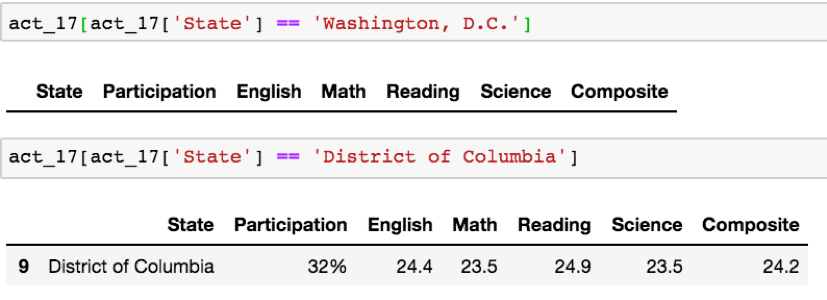 act_17[act_17['State'] == 'Washington, D.C.']
State Participation English Math Reading Science Composite
act_17[act_17['State'] == 'District of Columbia']
State Participation English Math Reading Science Composite
9 District of Columbia 32% 24.4 23.5 24.9 23.5 24.2